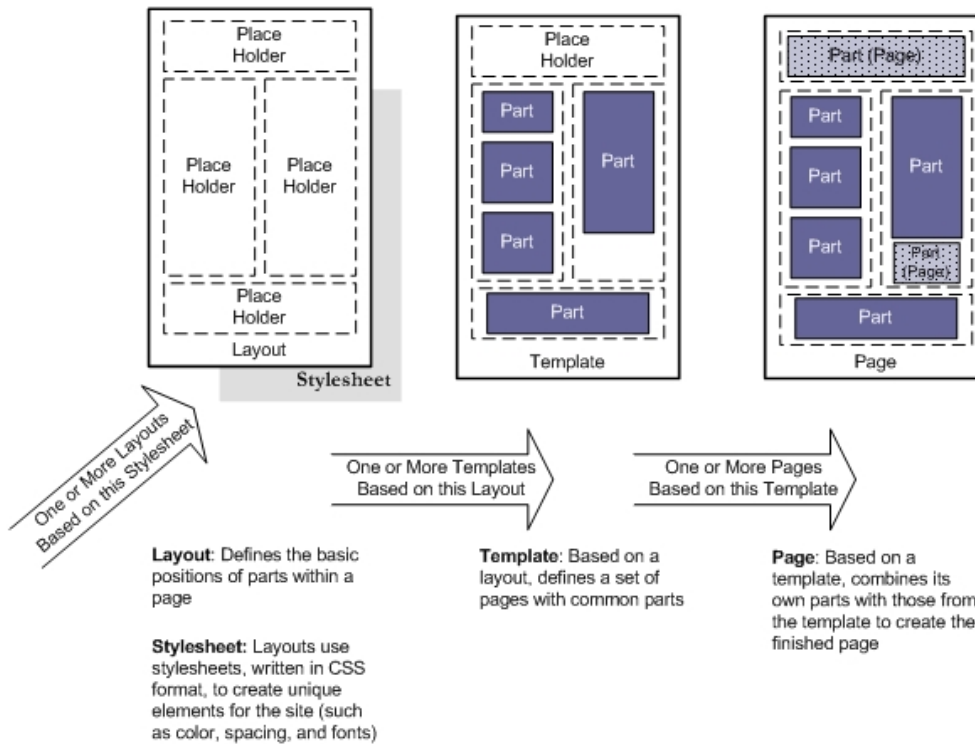 Place
Holder
Place
Holder
Place
Holder
Place
Holder
Layout
Stylesheet
Place
Holder
Part
Part
Part
Part
Part
Template
Part (Page)
Part
Part
Part
Part
Part
(Page)
Part
Page
One or More Layouts
Based on this Stylesheet
One or More Templates
Based on this Layout
One or More Pages
Based on this Template
Layout: Defines the basic
positions of parts within a
page
Stylesheet: Layouts use
stylesheets, written in CSS
format, to create unique
elements for the site (such
as color, spacing, and fonts)
Template: Based on a
layout, defines a set of
pages with common parts
Page: Based on a
template, combines its
own parts with those from
the template to create the
finished page